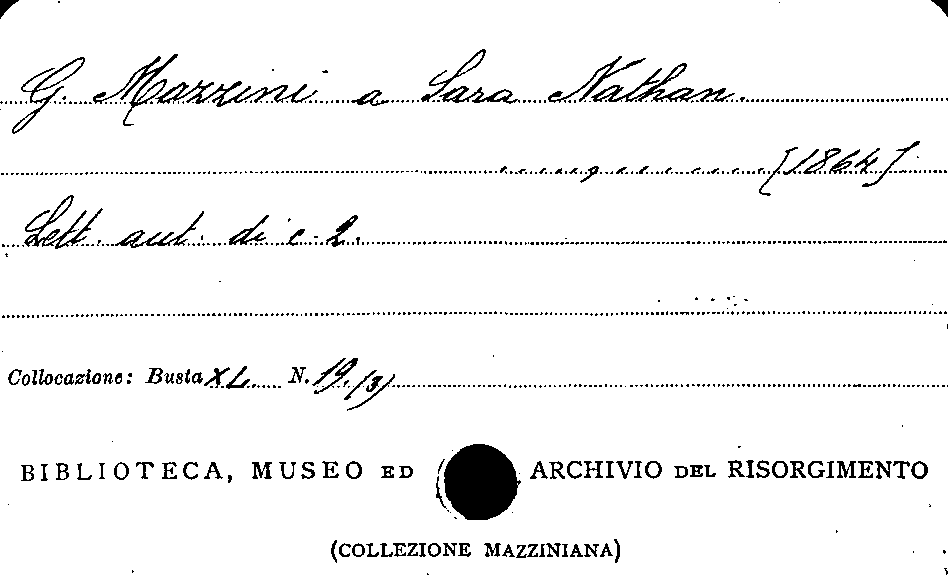 G. Mazzini a Sara Nathan.
[1864]
Lett. aut. di c. 2.
Collocazione: Busta XL N. 19. (3)
BIBLIOTECA, MUSEO ED ARCHIVIO DEL RISORGIMENTO
(COLLEZIONE MAZZINIANA)